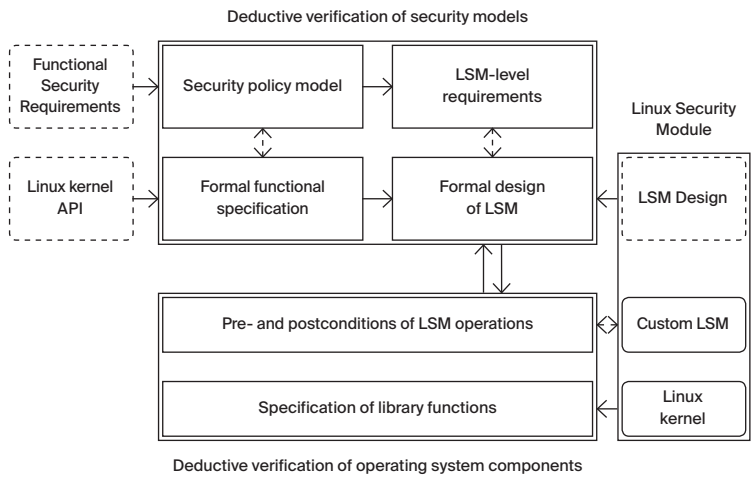 Deductive verification of security models
Functional
Security
Requirements
Security policy model
LSM-level
requirements
Linux Security
Module
Linux kernel
API
Formal functional
specification
Formal design
of LSM
LSM Design
Pre- and postconditions of LSM operations
Custom LSM
Specification of library functions
Linux
kernel
Deductive verification of operating system components